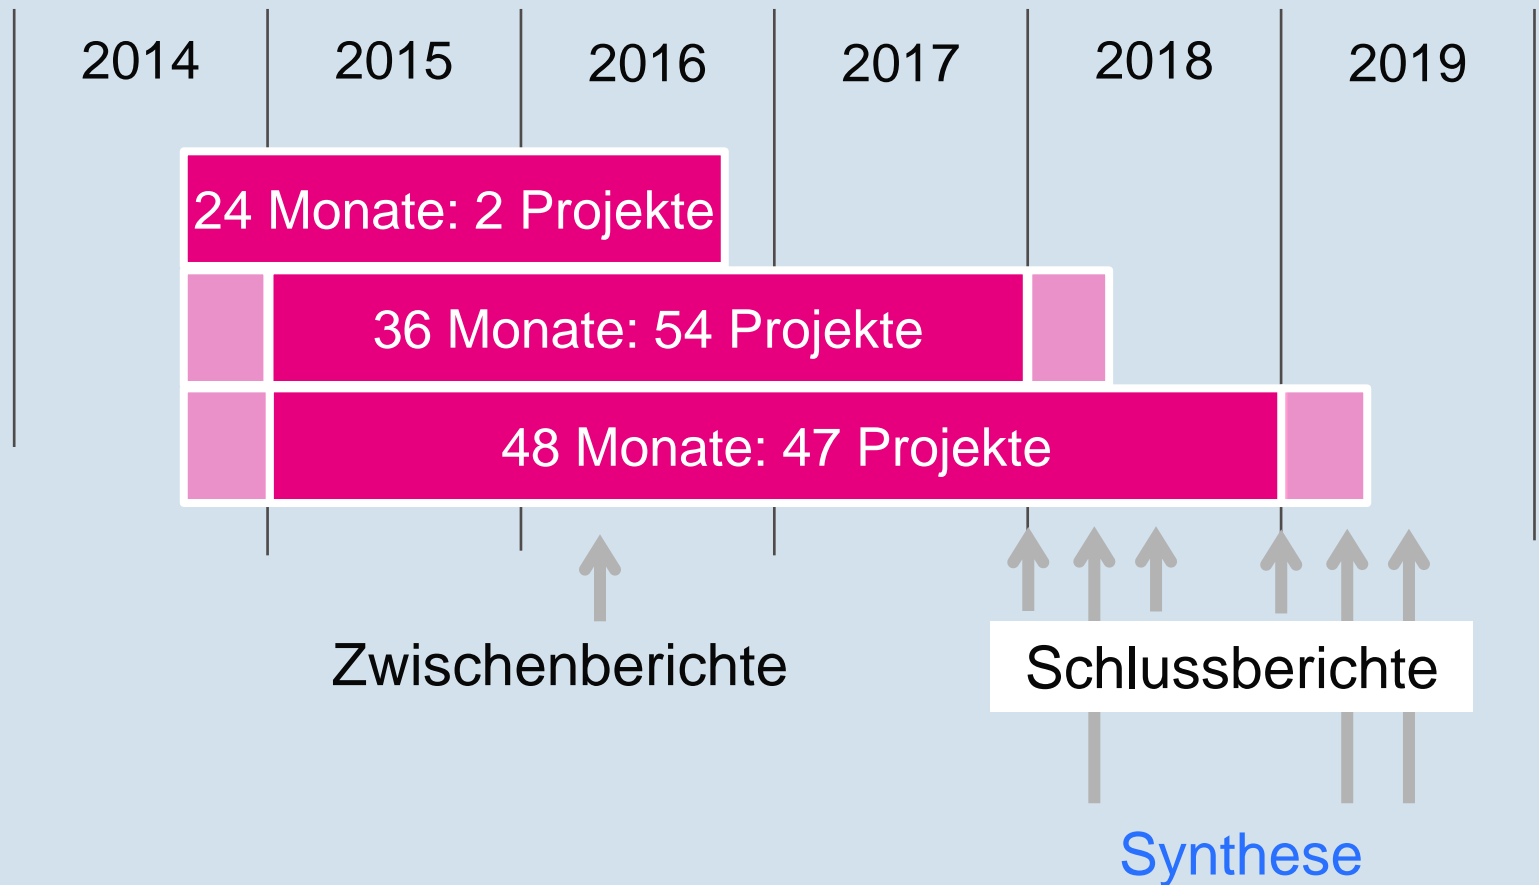 2014
2015
2016
2017
2018
2019
24 Monate: 2 Projekte
36 Monate: 54 Projekte
48 Monate: 47 Projekte
Zwischenberichte
Schlussberichte
Synthese